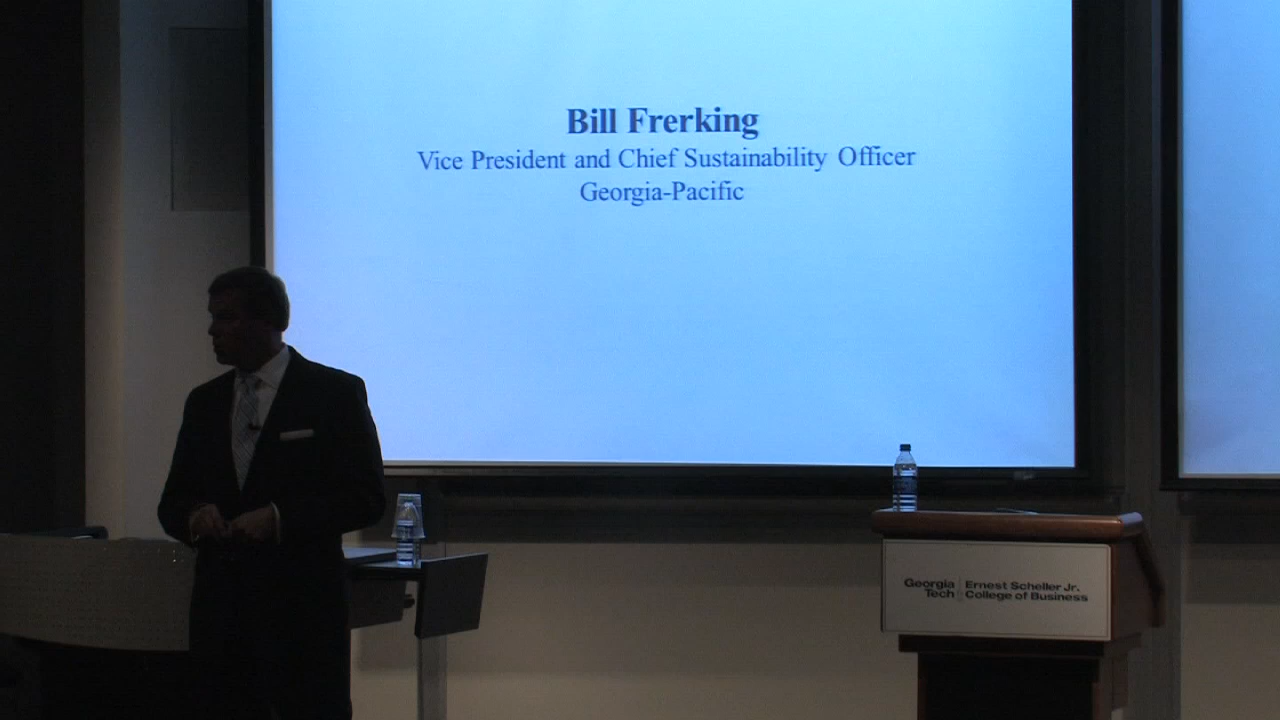 Bill Frerking
Vice President and Chief Sustainability Officer
Georgia-Pacific
Georgia Tech
Ernest Scheller Jr.
College of Business